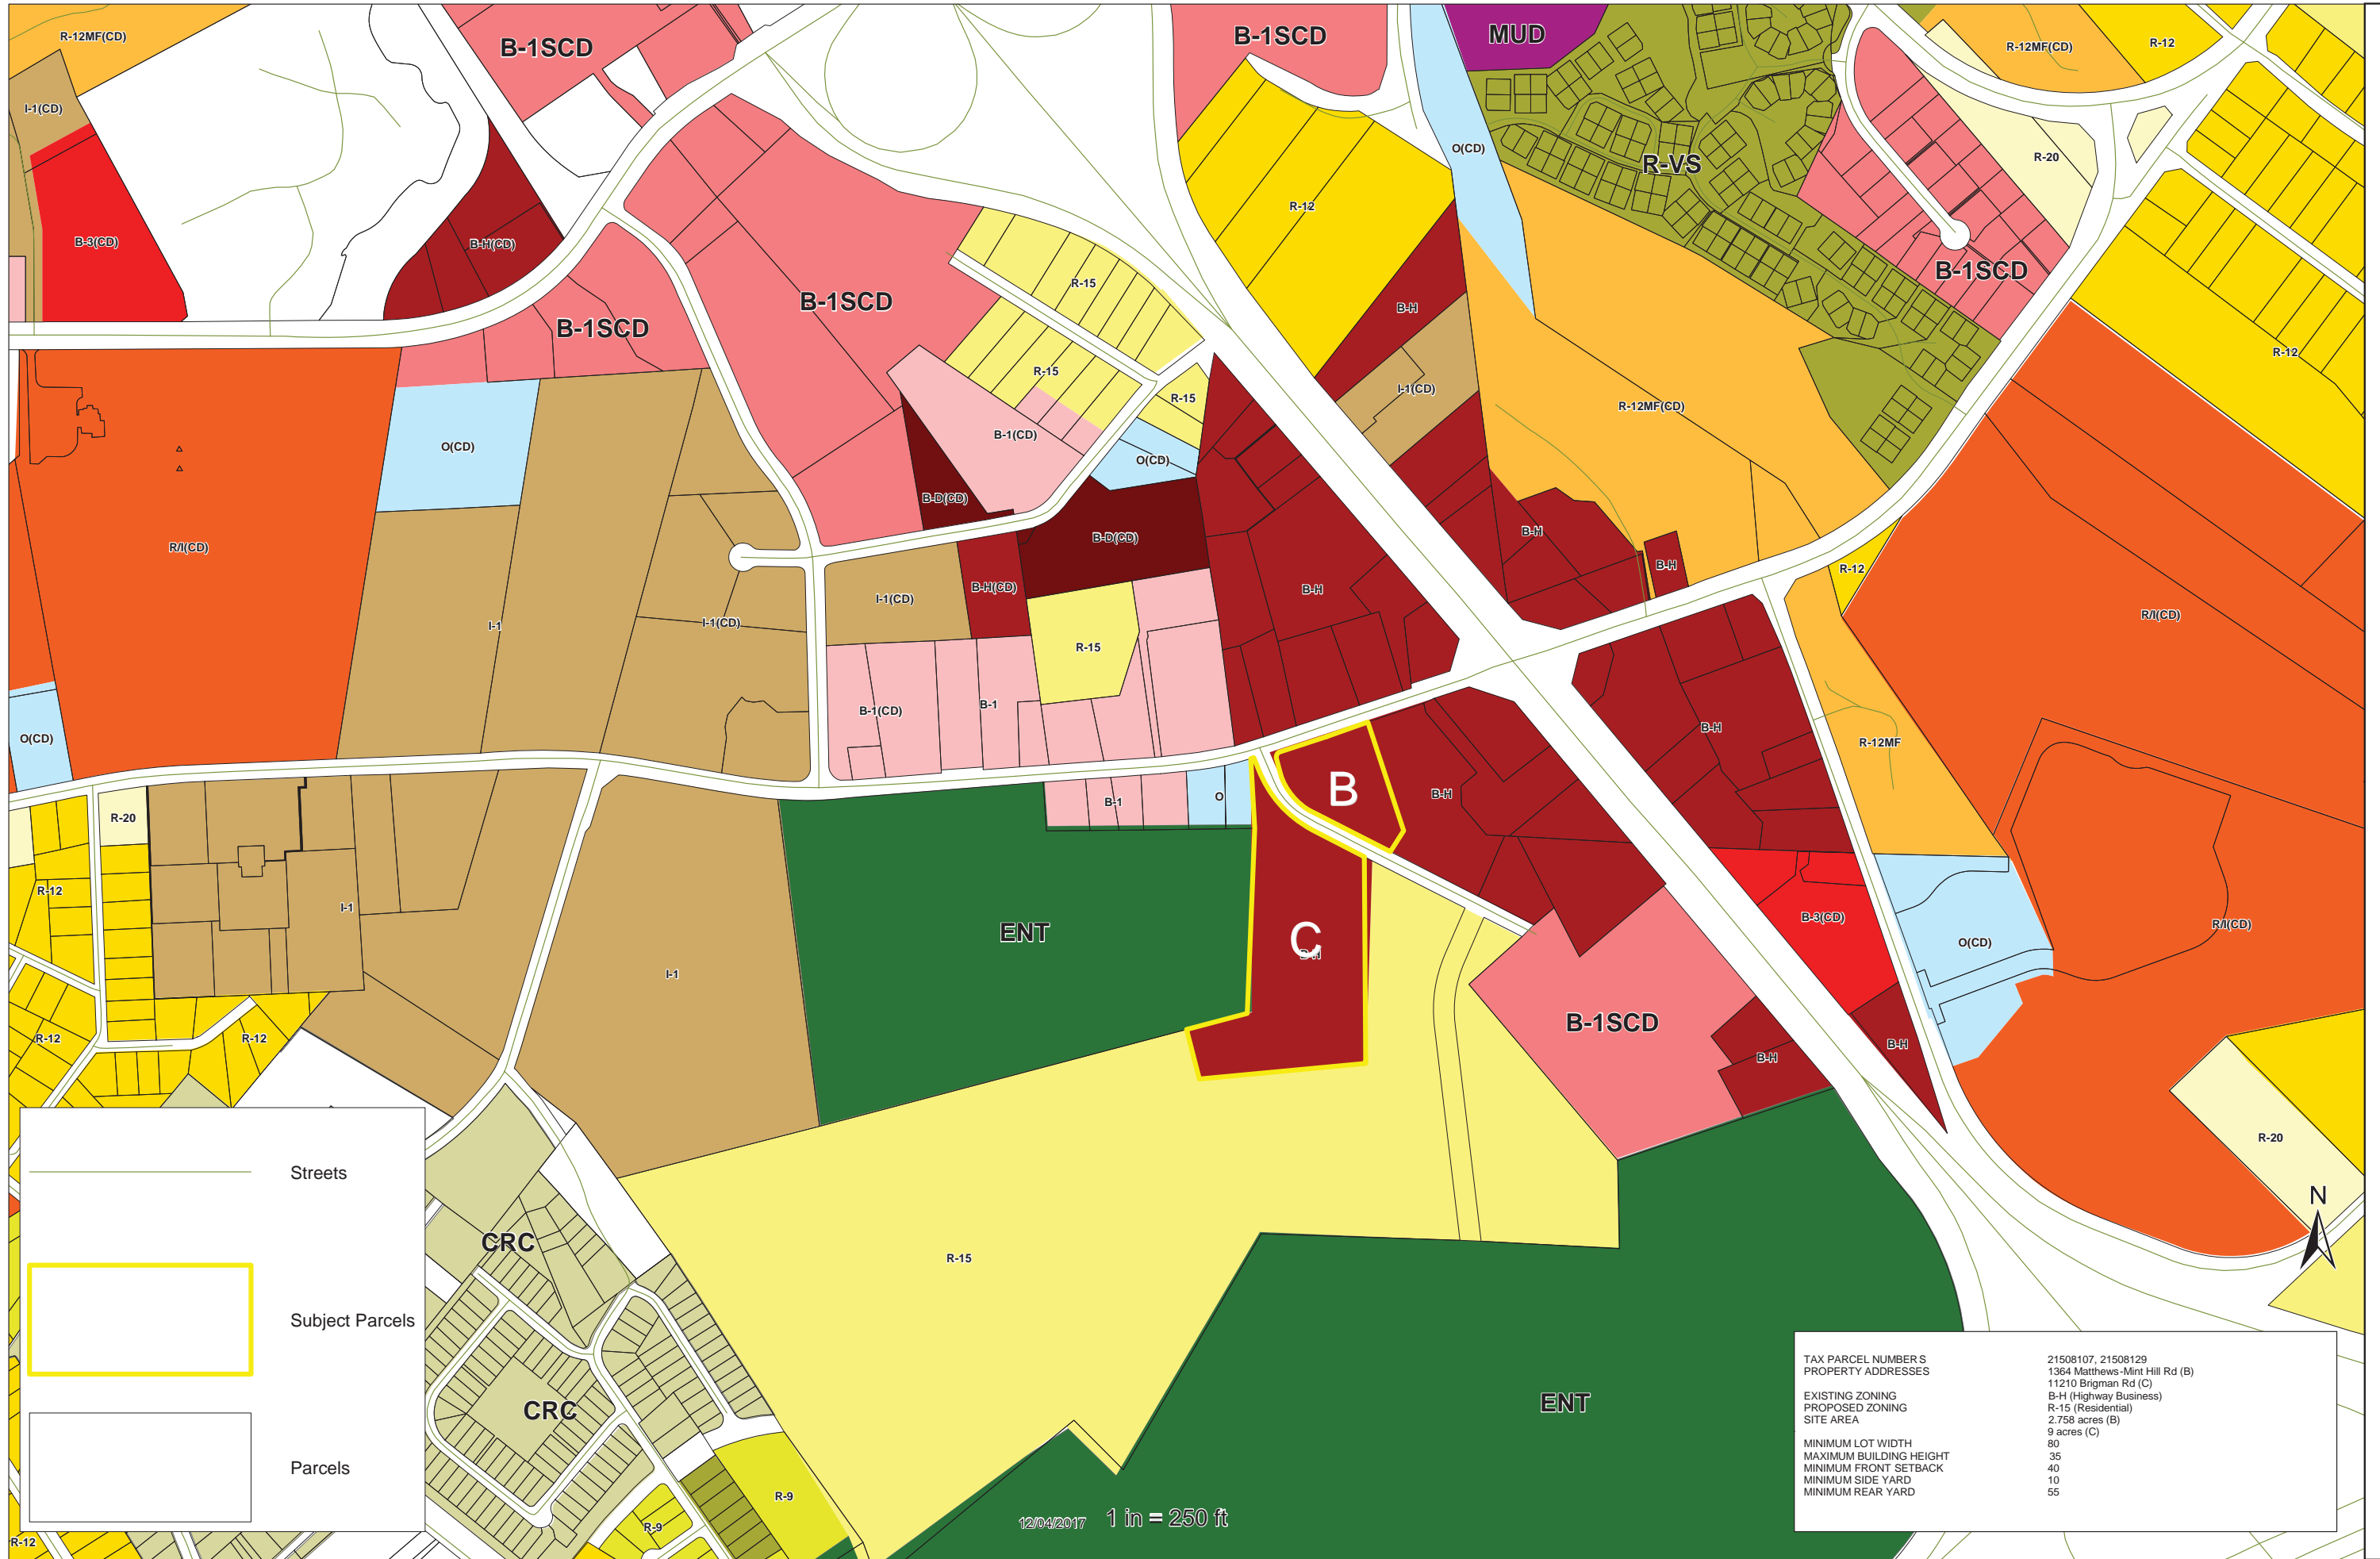 R-12MF(CD)
B-1SCD
B-1SCD
MUD
R-12MF(CD)
R-12
I-1(CD)
O(CD)
R-VS
R-20
R-12
B-3(CD)
B-H(CD)
B-1SCD
R-15
B-1SCD
B-1SCD
B-H
R-12
R-15
R-15
I-1(CD)
R-12MF(CD)
B-1(CD)
O(CD)
O(CD)
B-D(CD)
B-D(CD)
B-H
R/I(CD)
B-H
R-12
I-1(CD)
B-H(CD)
B-H
R/I(CD)
I-1
I-1(CD)
R-15
B-1(CD)
B-1
B-H
O(CD)
R-12MF
B
B-H
O
B-1
R-20
R-12
I-1
ENT
C
B-H
B-3(CD)
R/I(CD)
O(CD)
I-1
B-1SCD
R-12
R-12
B-H
B-H
R-20
Streets
N
CRC
R-15
Subject Parcels
CRC
ENT
Parcels
R-9
R-9
R-12
12/04/2017 1 in = 250 ft
TAX PARCEL NUMBERS 21508107, 21508129
PROPERTY ADDRESSES 1364 Matthews-Mint Hill Rd (B)
11210 Brigman Rd (C)
EXISTING ZONING B-H (Highway Business)
PROPOSED ZONING R-15 (Residential)
SITE AREA 2.758 acres (B)
9 acres (C)
MINIMUM LOT WIDTH 80
MAXIMUM BUILDING HEIGHT 35
MINIMUM FRONT SETBACK 40
MINIMUM SIDE YARD 10
MINIMUM REAR YARD 55